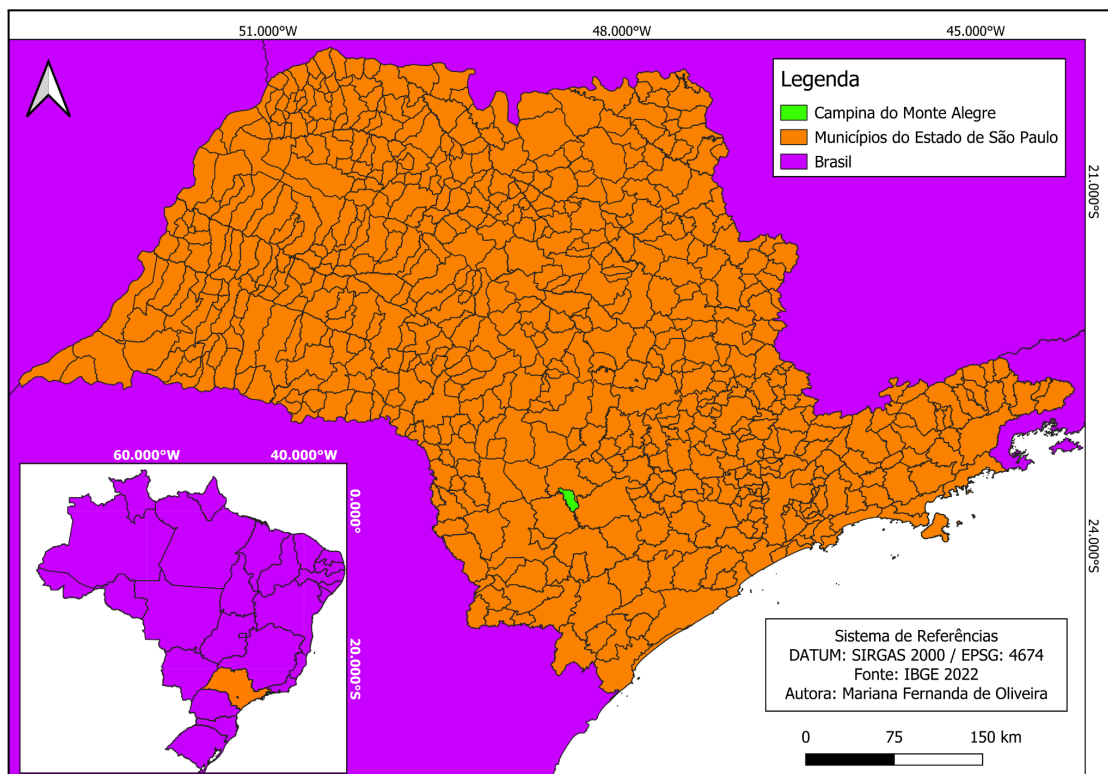 51.000°W
48.000°W
45.000°W
Legenda
Campina do Monte Alegre
Municípios do Estado de São Paulo
Brasil
21.000°S
60.000°W
40.000°W
0.000°
20.000°S
24.000°S
Sistema de Referências
DATUM: SIRGAS 2000 / EPSG: 4674
Fonte: IBGE 2022
Autora: Mariana Fernanda de Oliveira
0 75 150 km